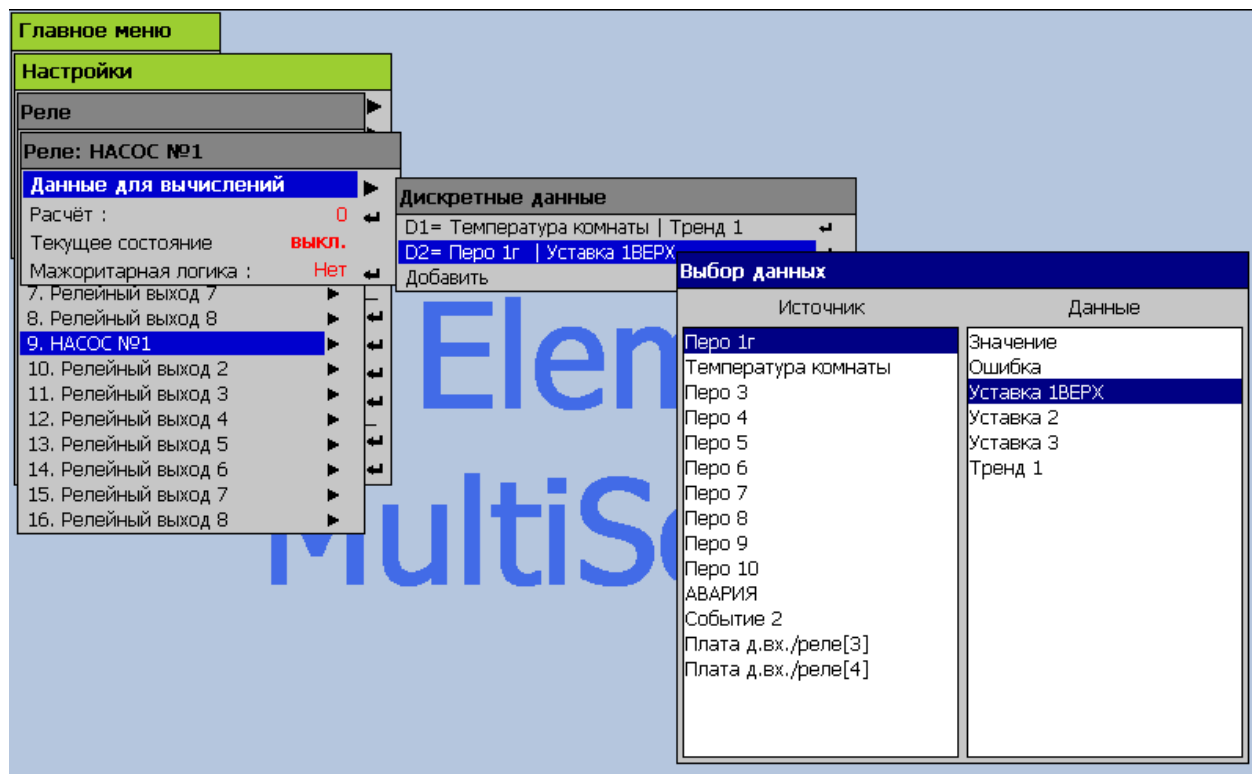 Главное меню
Настройки
Реле
Реле: НАСОС №1
Данные для вычислений
Расчёт : 0
Текущее состояние выкл.
Мажоритарная логика : Нет
7. Релейный выход 7
8. Релейный выход 8
9. НАСОС №1
10. Релейный выход 2
11. Релейный выход 3
12. Релейный выход 4
13. Релейный выход 5
14. Релейный выход 6
15. Релейный выход 7
16. Релейный выход 8
Дискретные данные
D1= Температура комнаты | Тренд 1
D2= Перо 1г | Уставка 1ВЕРХ
Добавить
Выбор данных
Источник Данные
Перо 1г
Температура комнаты
Перо 3
Перо 4
Перо 5
Перо 6
Перо 7
Перо 8
Перо 9
Перо 10
АВАРИЯ
Событие 2
Плата д.вх./реле[3]
Плата д.вх./реле[4]
Значение
Ошибка
Уставка 1ВЕРХ
Уставка 2
Уставка 3
Тренд 1